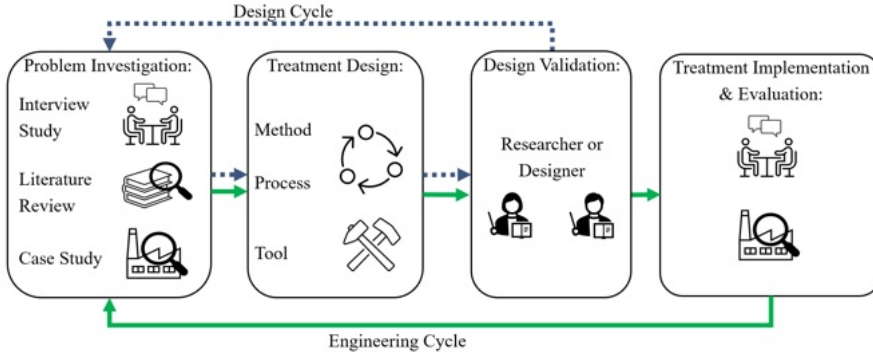 Design Cycle
Problem Investigation:
Interview
Study
Literature
Review
Case Study
Treatment Design:
Method
Process
Tool
Design Validation:
Researcher or
Designer
Treatment Implementation
& Evaluation:
Engineering Cycle